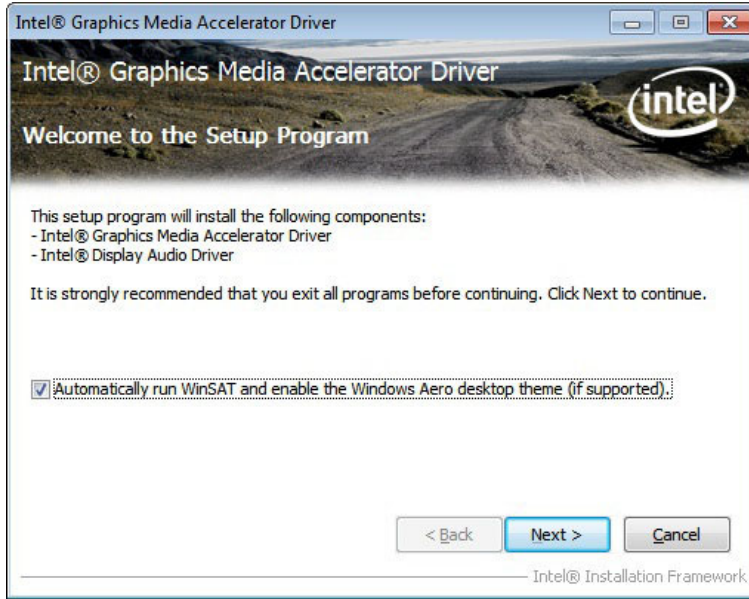 Intel® Graphics Media Accelerator Driver
Intel® Graphics Media Accelerator Driver
intel
Welcome to the Setup Program
This setup program will install the following components:
- Intel® Graphics Media Accelerator Driver
- Intel® Display Audio Driver
It is strongly recommended that you exit all programs before continuing. Click Next to continue.
Automatically run WinSAT and enable the Windows Aero desktop theme (if supported).
< Back Next > Cancel
Intel® Installation Framework